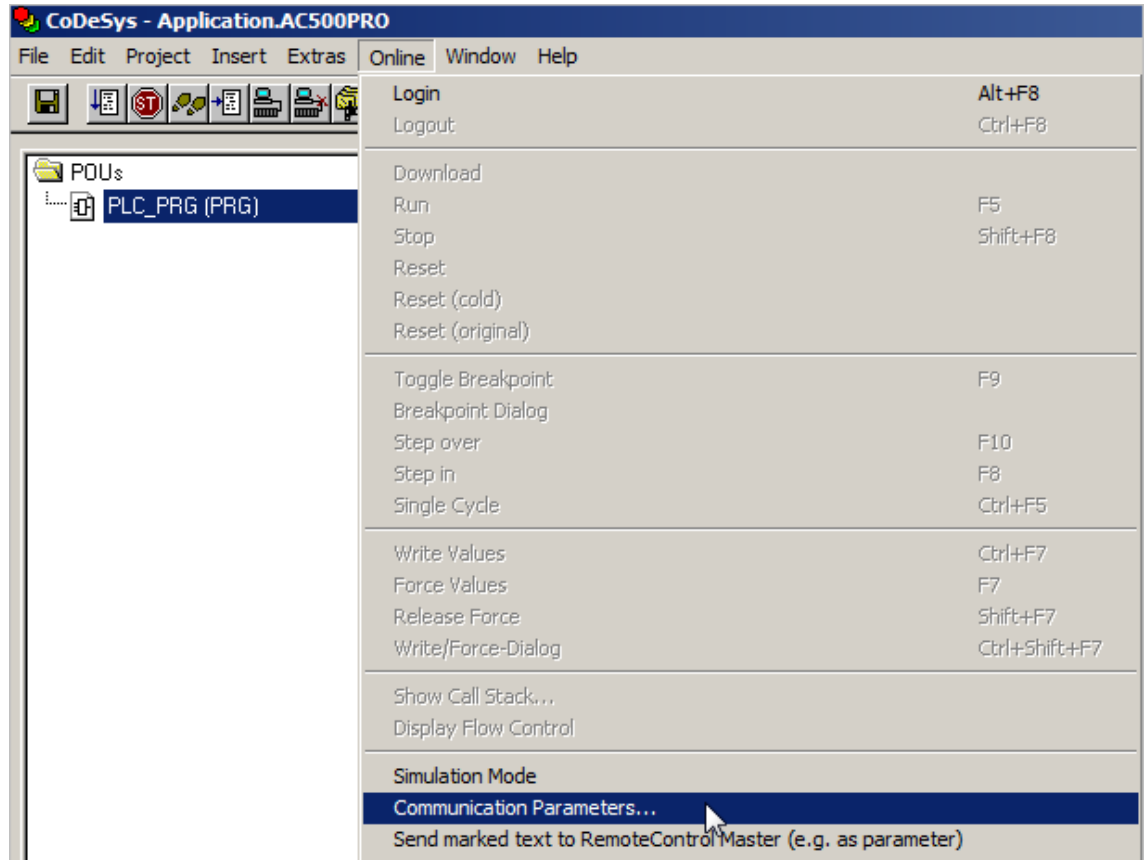 CoDeSys - Application.AC500PRO
File Edit Project Insert Extras Online Window Help
ST
Login Alt+F8
Logout Ctrl+F8
POUs
PLC_PRG (PRG)
Download
Run F5
Stop Shift+F8
Reset
Reset (cold)
Reset (original)
Toggle Breakpoint F9
Breakpoint Dialog
Step over F10
Step in F8
Single Cycle Ctrl+F5
Write Values Ctrl+F7
Force Values F7
Release Force Shift+F7
Write/Force-Dialog Ctrl+Shift+F7
Show Call Stack...
Display Flow Control
Simulation Mode
Communication Parameters...
Send marked text to RemoteControl Master (e.g. as parameter)